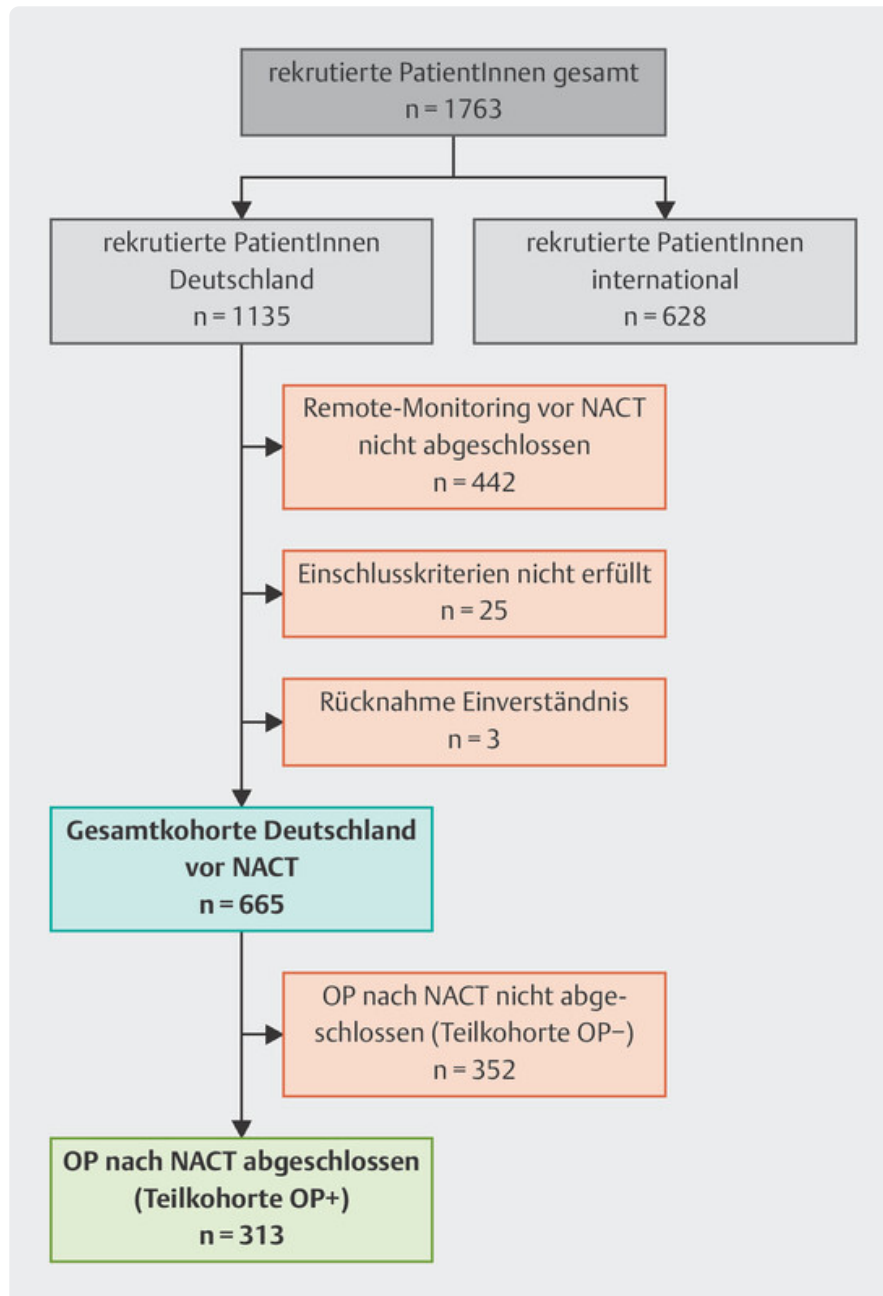 rekrutierte PatientInnen gesamt
n = 1763
rekrutierte PatientInnen
Deutschland
n = 1135
rekrutierte PatientInnen
international
n = 628
Remote-Monitoring vor NACT
nicht abgeschlossen
n = 442
Einschlusskriterien nicht erfüllt
n = 25
Rücknahme Einverständnis
n = 3
Gesamtkohorte Deutschland
vor NACT
n = 665
OP nach NACT nicht abge-
schlossen (Teilkohorte OP−)
n = 352
OP nach NACT abgeschlossen
(Teilkohorte OP+)
n = 313